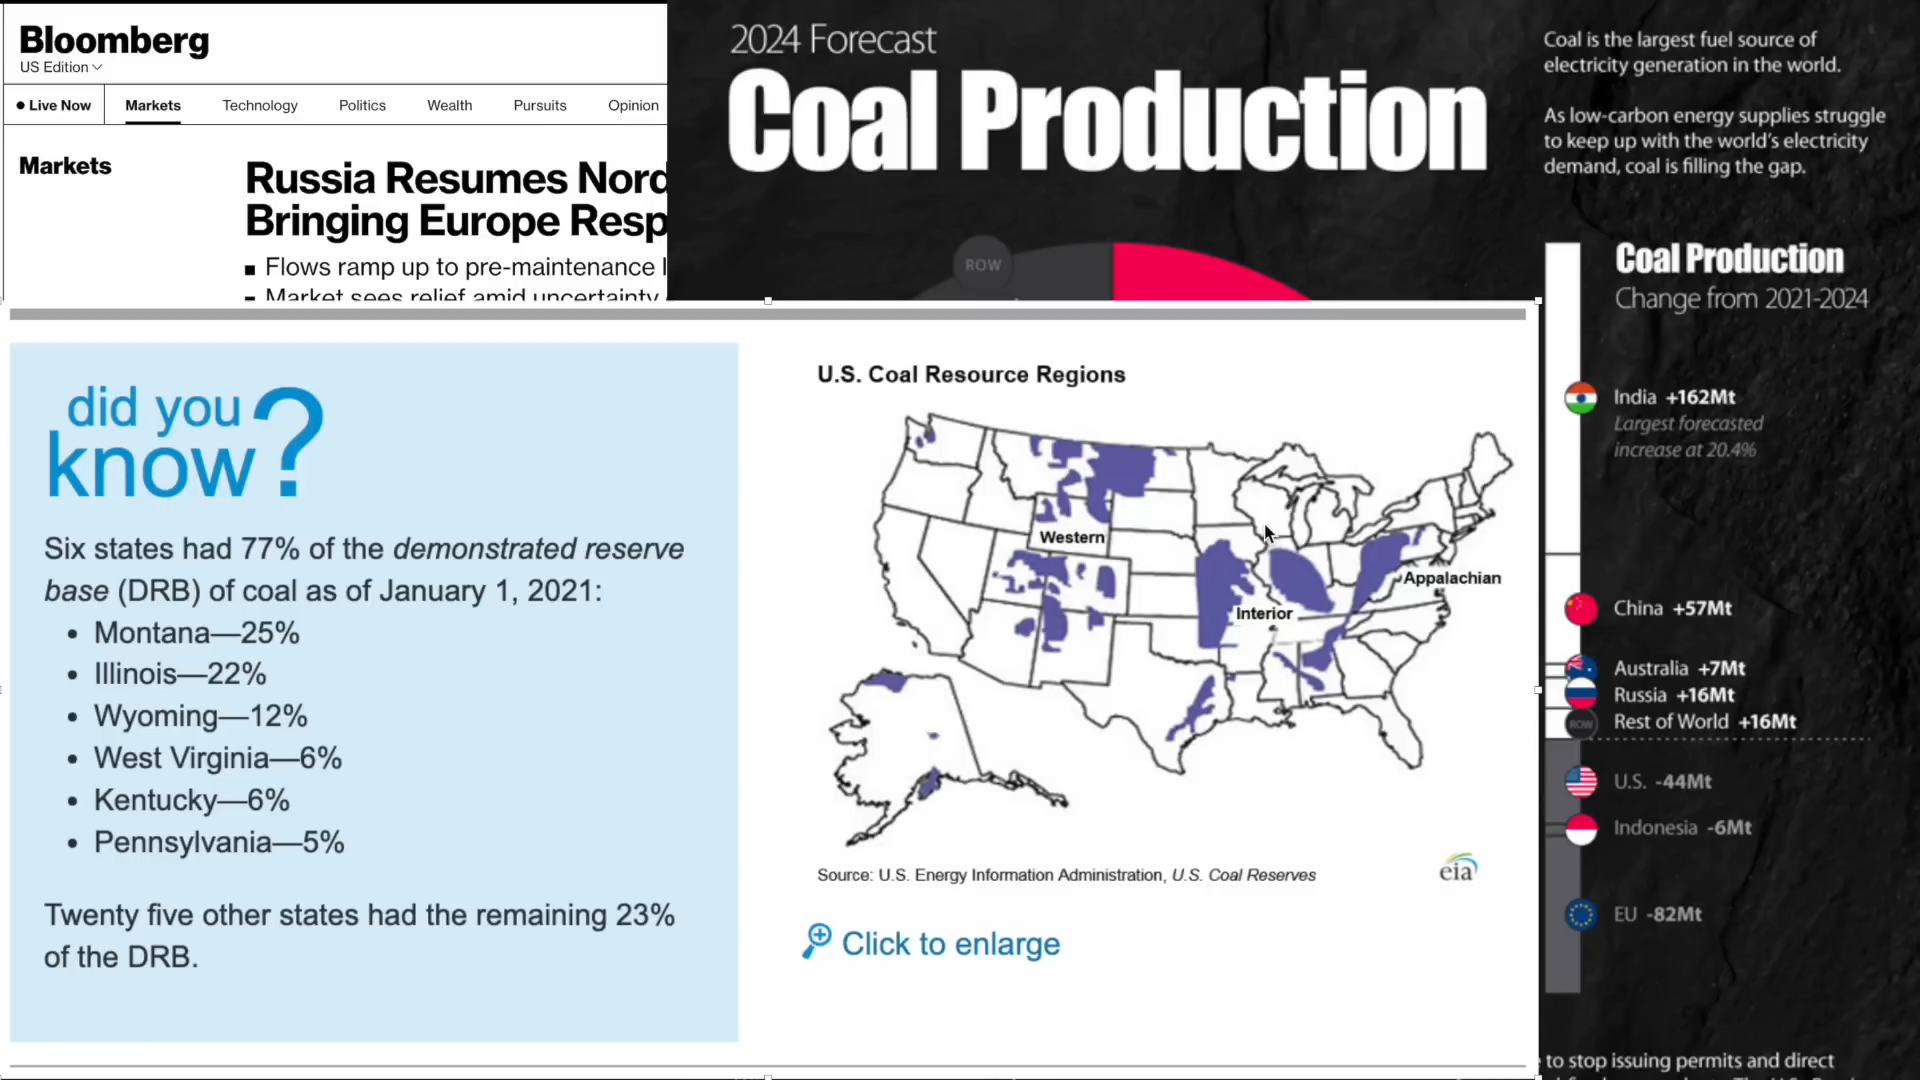 Bloomberg
US Edition
Live Now
Markets
Technology
Politics
Wealth
Pursuits
Opinion
Markets
Russia Resumes Nord
Bringing Europe Resp
Flows ramp up to pre-maintenance l
Market sees relief amid uncertainty
2024 Forecast
Coal Production
ROW
Coal is the largest fuel source of
electricity generation in the world.
As low-carbon energy supplies struggle
to keep up with the world's electricity
demand, coal is filling the gap.
Coal Production
Change from 2021-2024
India +162Mt
Largest forecasted
increase at 20.4%
China +57Mt
Australia +7Mt
Russia +16Mt
ROW
Rest of World +16Mt
U.S. -44Mt
Indonesia -6Mt
EU -82Mt
to stop issuing permits and direct
did you
know?
Six states had 77% of the demonstrated reserve
base (DRB) of coal as of January 1, 2021:
• Montana—25%
• Illinois—22%
• Wyoming—12%
• West Virginia—6%
• Kentucky—6%
• Pennsylvania—5%
Twenty five other states had the remaining 23%
of the DRB.
U.S. Coal Resource Regions
Western
Appalachian
Interior
Source: U.S. Energy Information Administration, U.S. Coal Reserves
eia
Click to enlarge